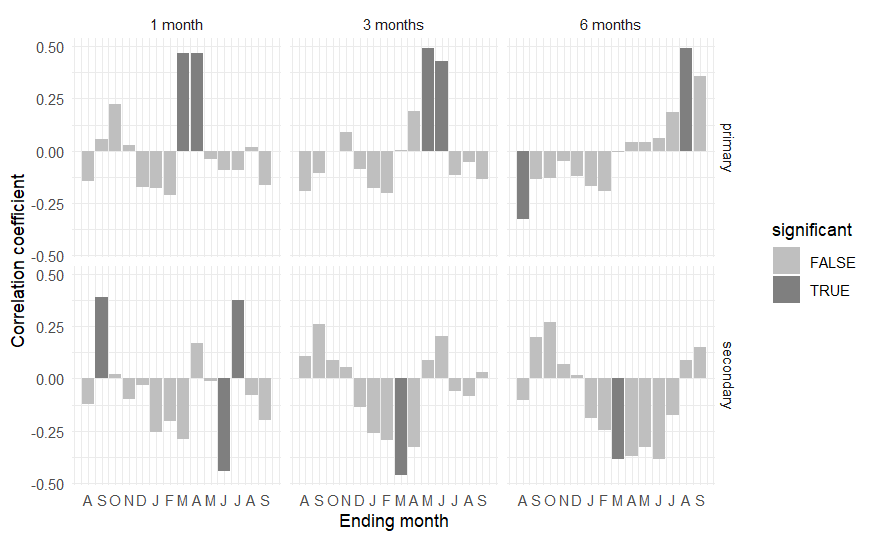 1 month 3 months 6 months
0.50
0.25
0.00
-0.25
-0.50
primary
Correlation coefficient
0.50
0.25
0.00
-0.25
-0.50
secondary
A S O N D J F M A M J J A S A S O N D J F M A M J J A S A S O N D J F M A M J J A S
Ending month
significant
FALSE
TRUE